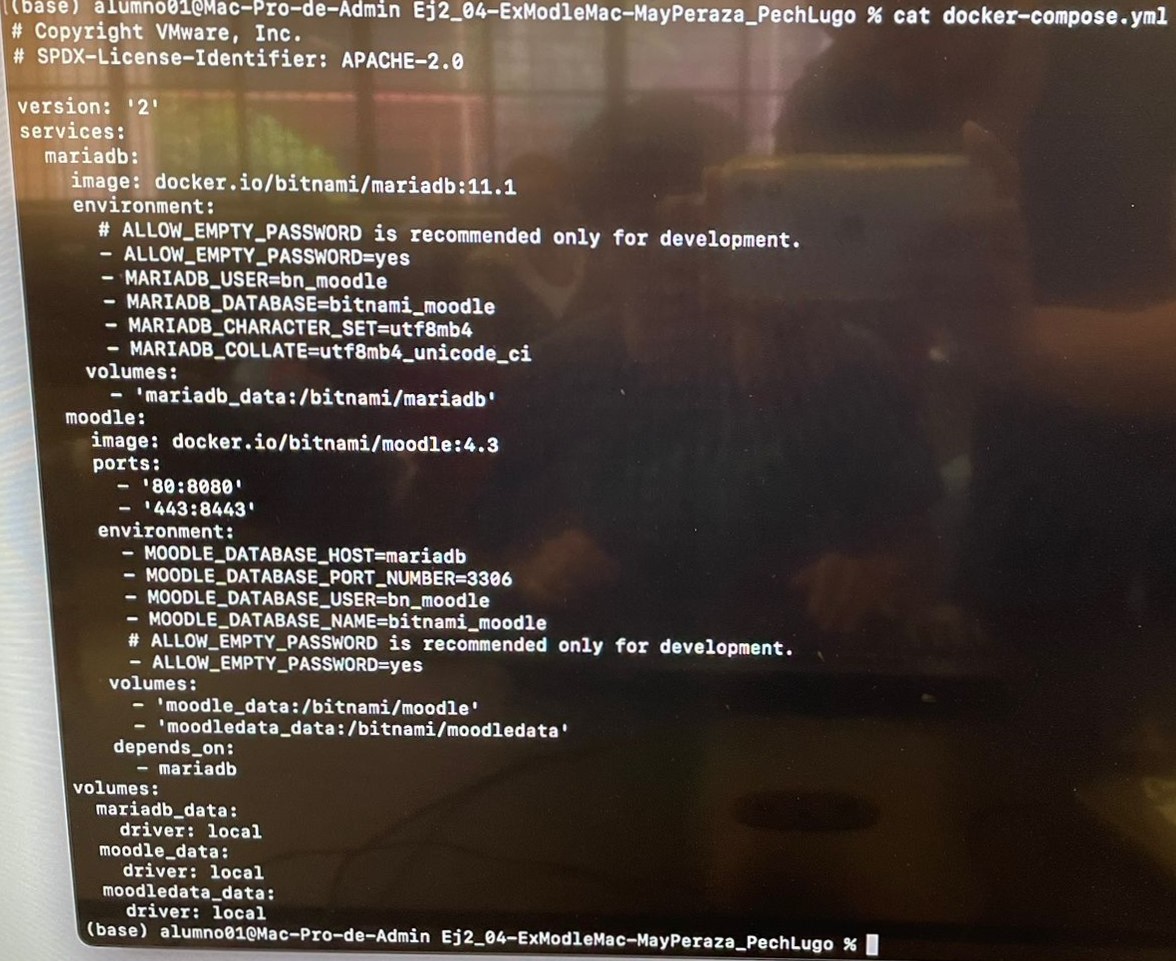 (base) alumno01@Mac-Pro-de-Admin Ej2_04-ExModleMac-MayPeraza_PechLugo % cat docker-compose.yml
# Copyright VMware, Inc.
# SPDX-License-Identifier: APACHE-2.0

version: '2'
services:
  mariadb:
    image: docker.io/bitnami/mariadb:11.1
    environment:
      # ALLOW_EMPTY_PASSWORD is recommended only for development.
      - ALLOW_EMPTY_PASSWORD=yes
      - MARIADB_USER=bn_moodle
      - MARIADB_DATABASE=bitnami_moodle
      - MARIADB_CHARACTER_SET=utf8mb4
      - MARIADB_COLLATE=utf8mb4_unicode_ci
    volumes:
      - 'mariadb_data:/bitnami/mariadb'
  moodle:
    image: docker.io/bitnami/moodle:4.3
    ports:
      - '80:8080'
      - '443:8443'
    environment:
      - MOODLE_DATABASE_HOST=mariadb
      - MOODLE_DATABASE_PORT_NUMBER=3306
      - MOODLE_DATABASE_USER=bn_moodle
      - MOODLE_DATABASE_NAME=bitnami_moodle
      # ALLOW_EMPTY_PASSWORD is recommended only for development.
      - ALLOW_EMPTY_PASSWORD=yes
    volumes:
      - 'moodle_data:/bitnami/moodle'
      - 'moodledata_data:/bitnami/moodledata'
    depends_on:
      - mariadb
volumes:
  mariadb_data:
    driver: local
  moodle_data:
    driver: local
  moodledata_data:
    driver: local
(base) alumno01@Mac-Pro-de-Admin Ej2_04-ExModleMac-MayPeraza_PechLugo %